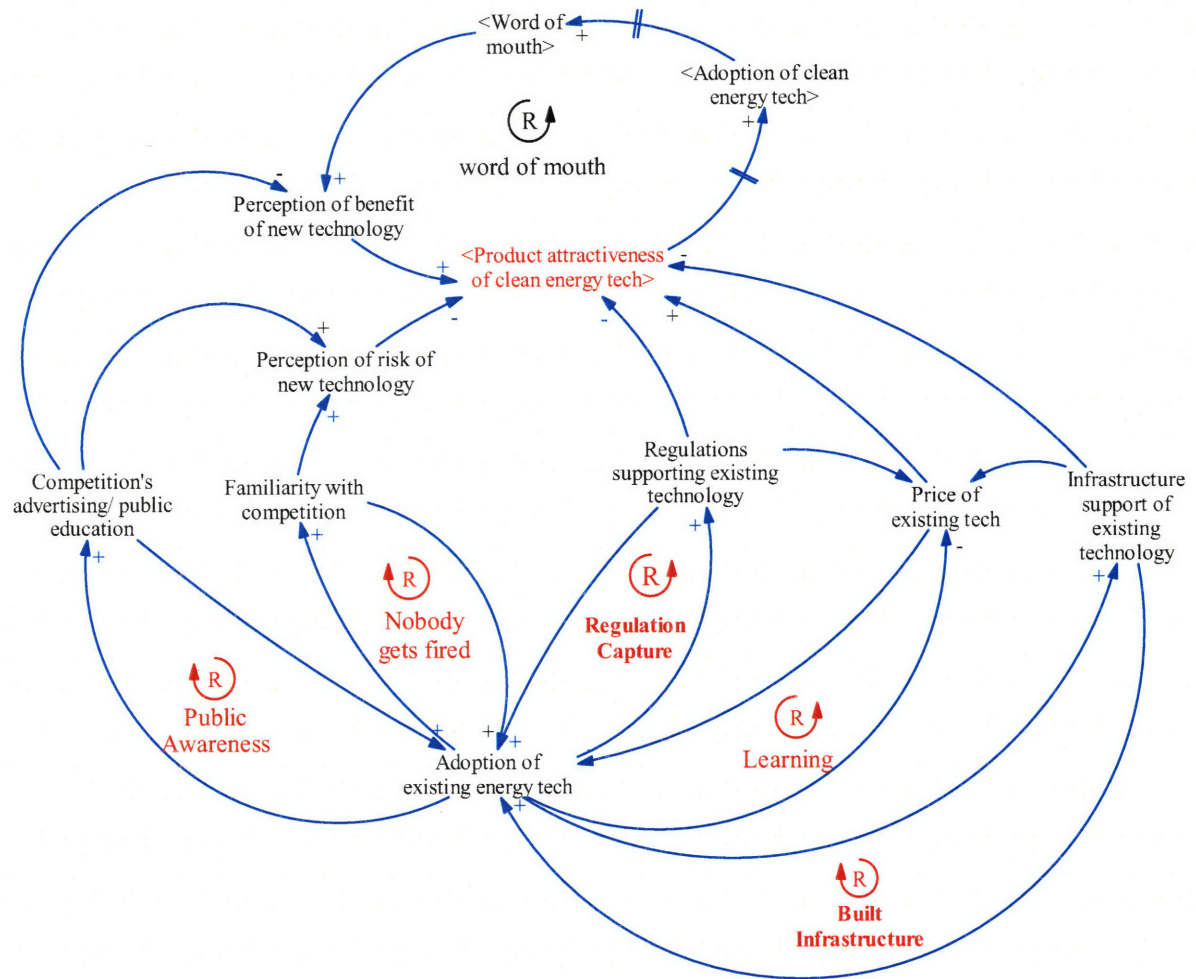 <Word of
mouth>
+
<Adoption of clean
energy tech>
+
R
word of mouth
-
+
Perception of benefit
of new technology
+
<Product attractiveness
of clean energy tech>
-
-
-
+
+
Perception of risk of
new technology
+
Competition's
advertising/ public
education
+
Familiarity with
competition
+
Regulations
supporting existing
technology
+
Price of
existing tech
-
Infrastructure
support of
existing
technology
+
R
Nobody
gets fired
R
Regulation
Capture
R
Public
Awareness
R
Learning
+
+
+
Adoption of
existing energy tech
+
R
Built
Infrastructure